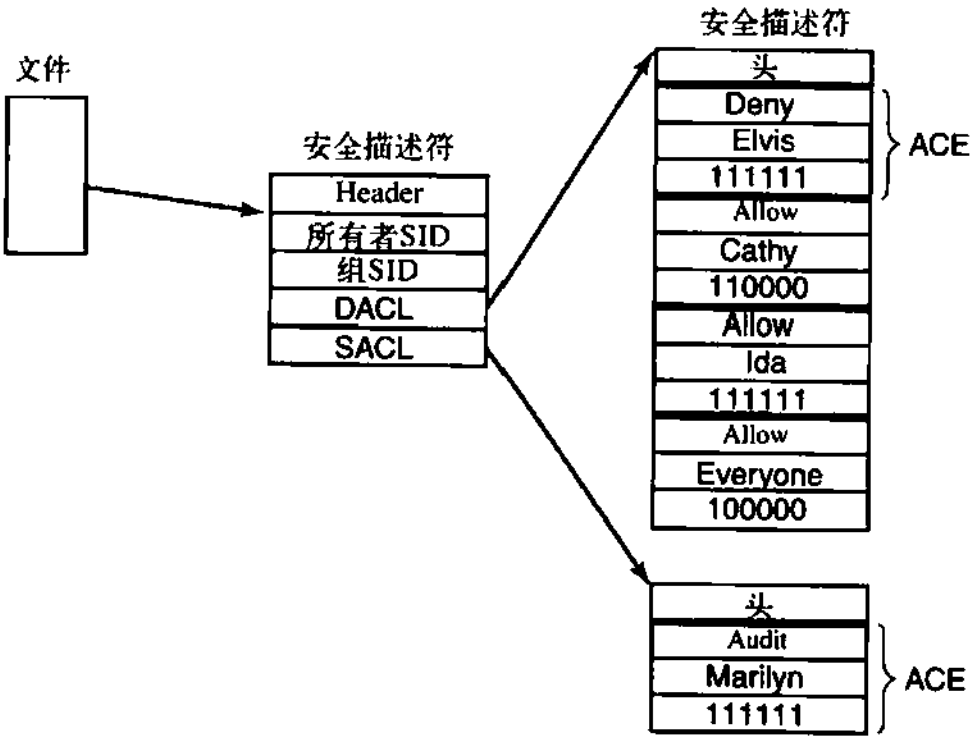 文件
安全描述符
Header
所有者SID
组SID
DACL
SACL
安全描述符
头
Deny
Elvis
111111
Allow
Cathy
110000
Allow
Ida
111111
Allow
Everyone
100000
ACE
头
Audit
Marilyn
111111
ACE